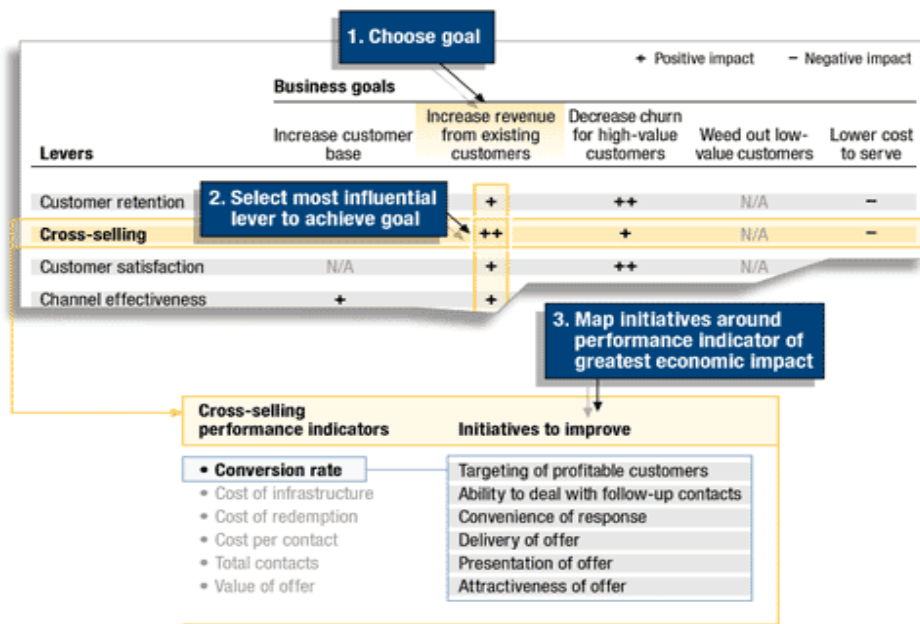 1. Choose goal
+ Positive impact – Negative impact
Business goals
Increase customer base
Increase revenue from existing customers
Decrease churn for high-value customers
Weed out low-value customers
Lower cost to serve
Levers
2. Select most influential
lever to achieve goal
Customer retention + ++ N/A –
Cross-selling ++ + N/A –
Customer satisfaction N/A + ++ N/A
Channel effectiveness + +
3. Map initiatives around
performance indicator of
greatest economic impact
Cross-selling
performance indicators
Initiatives to improve
• Conversion rate
• Cost of infrastructure
• Cost of redemption
• Cost per contact
• Total contacts
• Value of offer
Targeting of profitable customers
Ability to deal with follow-up contacts
Convenience of response
Delivery of offer
Presentation of offer
Attractiveness of offer